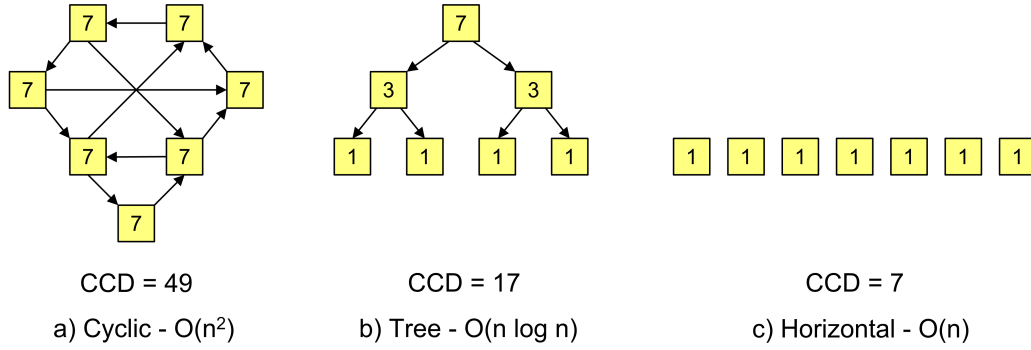 7 7 7
7 7 3 3
7 7 1 1 1 1 1 1 1 1 1 1 1
7
CCD = 49 CCD = 17 CCD = 7
a) Cyclic - O(n²) b) Tree - O(n log n) c) Horizontal - O(n)